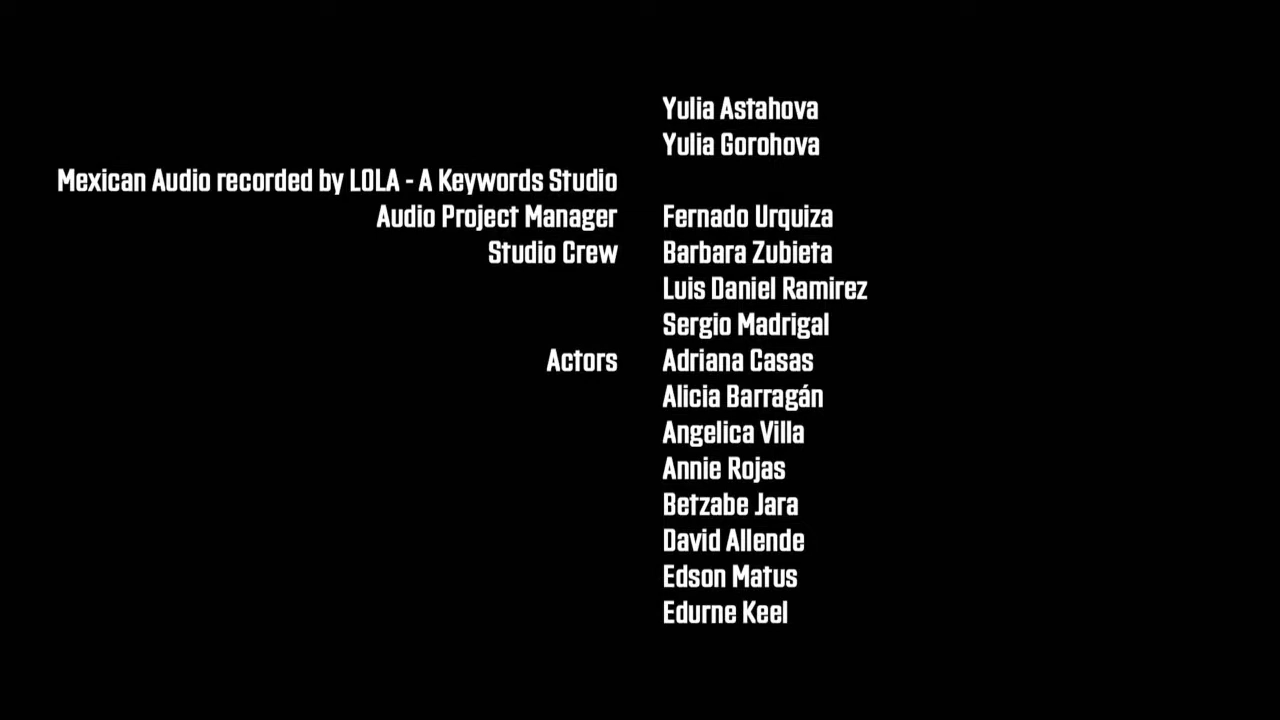 Yulia Astahova
Yulia Gorohova
Mexican Audio recorded by LOLA - A Keywords Studio
Audio Project Manager Fernado Urquiza
Studio Crew Barbara Zubieta
Luis Daniel Ramirez
Sergio Madrigal
Actors Adriana Casas
Alicia Barragán
Angelica Villa
Annie Rojas
Betzabe Jara
David Allende
Edson Matus
Edurne Keel